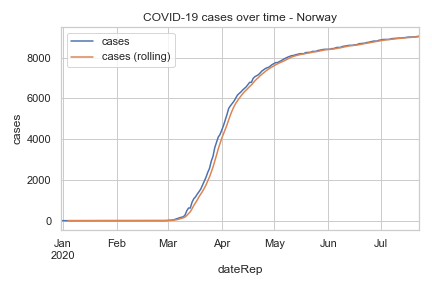 COVID-19 cases over time - Norway
cases
cases (rolling)
8000
6000
4000
2000
0
cases
Jan Feb Mar Apr May Jun Jul
2020
dateRep